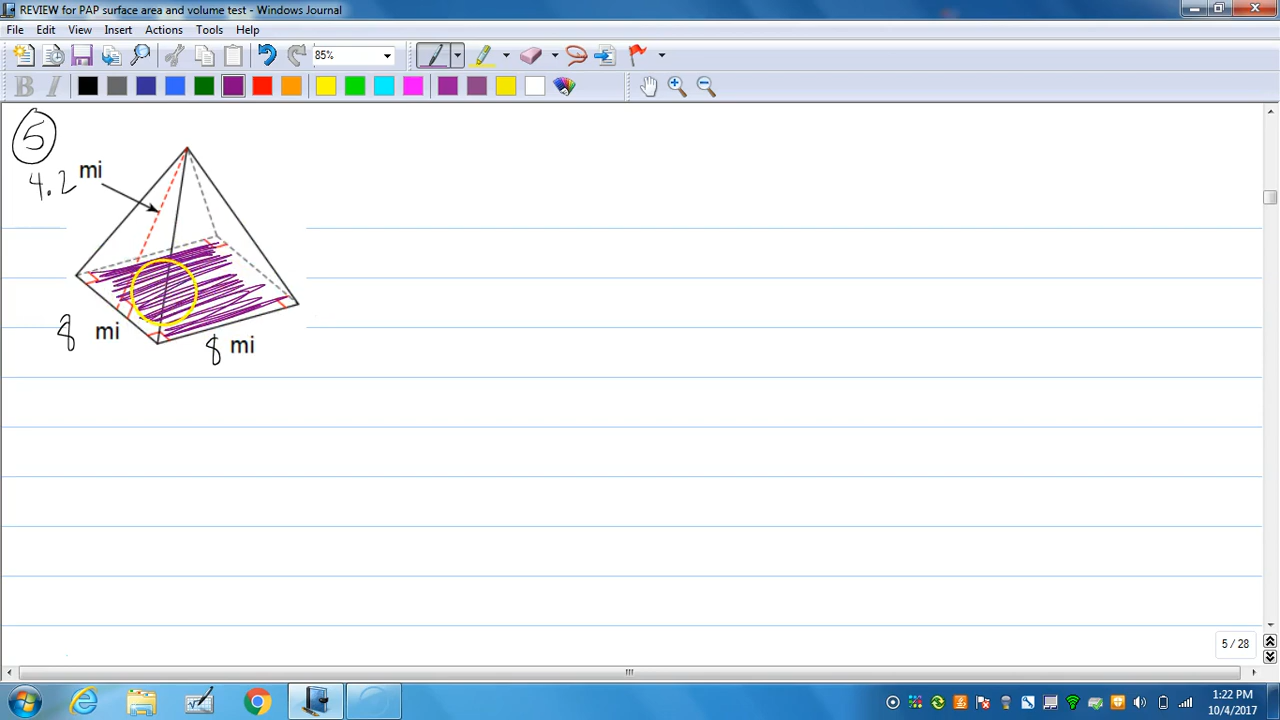 REVIEW for PAP surface area and volume test - Windows Journal
File Edit View Insert Actions Tools Help
85%
B I
5
4.2 mi
8 mi
8 mi
5 / 28
1:22 PM
10/4/2017